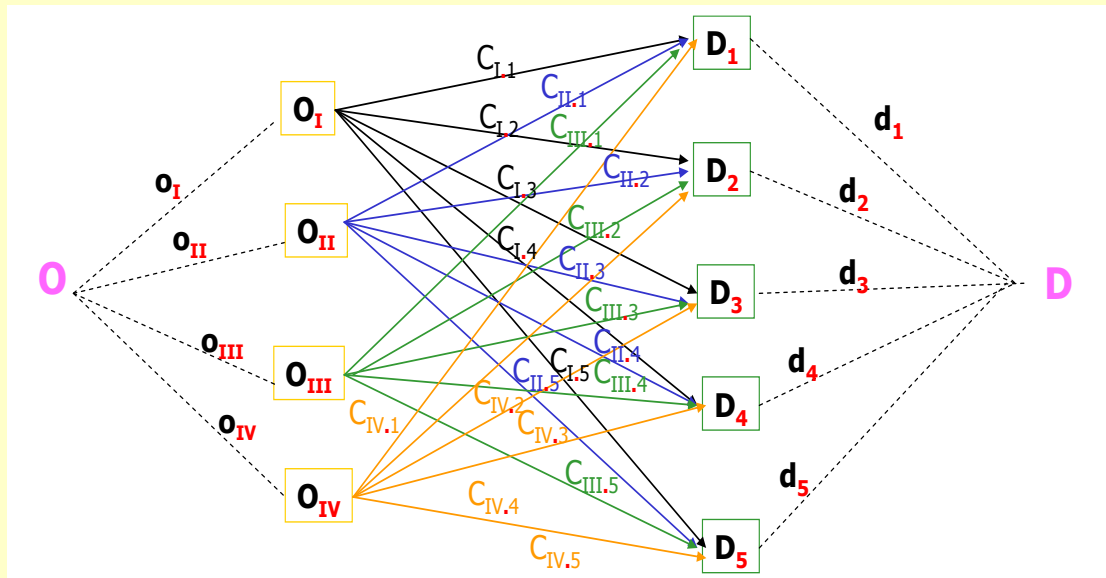 O
o_I
o_II
o_III
o_IV
O_I
O_II
O_III
O_IV
C_I.1
C_II.1
C_I.2
C_III.1
C_II.2
C_I.3
C_III.2
C_I.4
C_II.3
C_III.3
C_II.4
C_I.5
C_II.5
C_III.4
C_IV.1
C_IV.2
C_IV.3
C_III.5
C_IV.4
C_IV.5
D_1
D_2
D_3
D_4
D_5
d_1
d_2
d_3
d_4
d_5
D